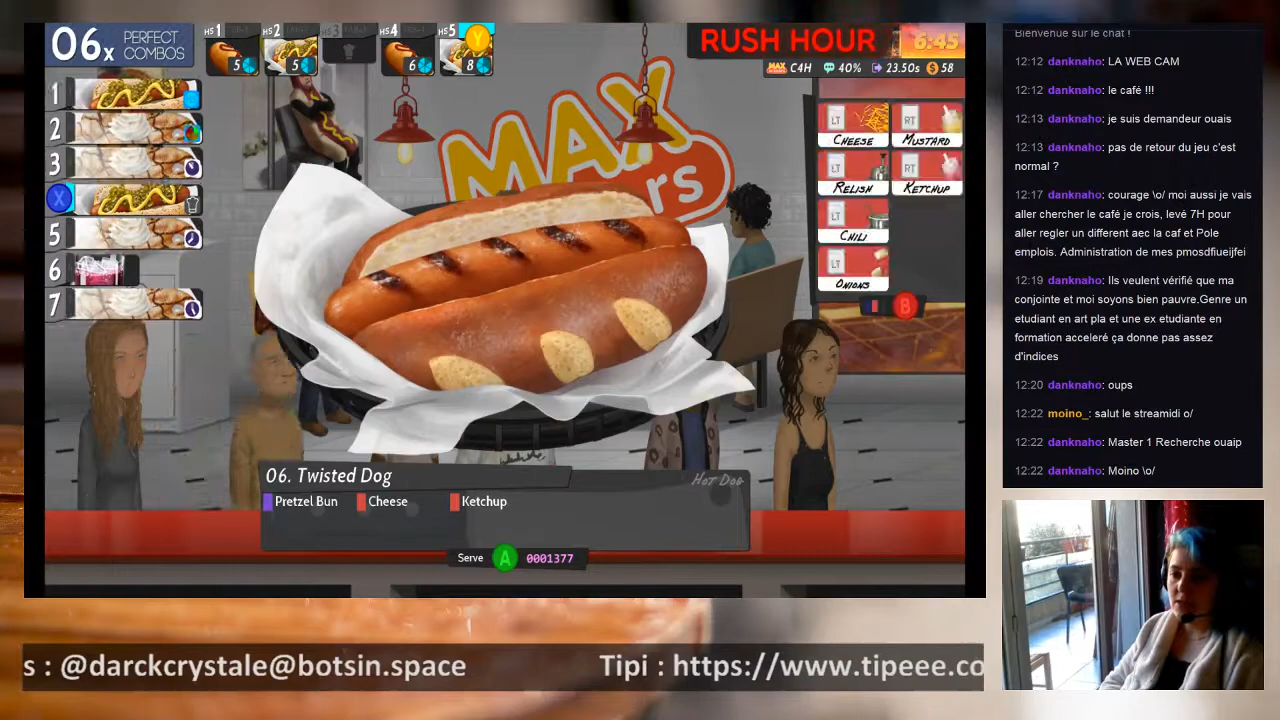 06x PERFECT COMBOS
HS1 HS2 HS3 HS4 HS5 Y
5 5 6 8
RUSH HOUR 6:45
MAX C4H 40% 23.50s $ 58
1
2
3
X
5
6
7
MAX
rs
LT CHEESE RT MUSTARD
LT RELISH RT KETCHUP
LT CHILI
LT ONIONS
B
06. Twisted Dog
HOT DOG
Pretzel Bun Cheese Ketchup
Serve A 0001377
s : @darckcrystale@botsin.space Tipi : https://www.tipeee.co
Bienvenue sur le chat !
12:12 danknaho: LA WEB CAM
12:12 danknaho: le café !!!
12:13 danknaho: je suis demandeur ouais
12:13 danknaho: pas de retour du jeu c'est
normal ?
12:17 danknaho: courage \o/ moi aussi je vais
aller chercher le café je crois, levé 7H pour
aller regler un different aec la caf et Pole
emplois. Administration de mes pmosdfiuejfei
12:19 danknaho: Ils veulent vérifié que ma
conjointe et moi soyons bien pauvre.Genre un
etudiant en art pla et une ex etudiante en
formation acceleré ça donne pas assez
d'indices
12:20 danknaho: oups
12:22 moino_: salut le streamidi o/
12:22 danknaho: Master 1 Recherche ouaip
12:22 danknaho: Moino \o/